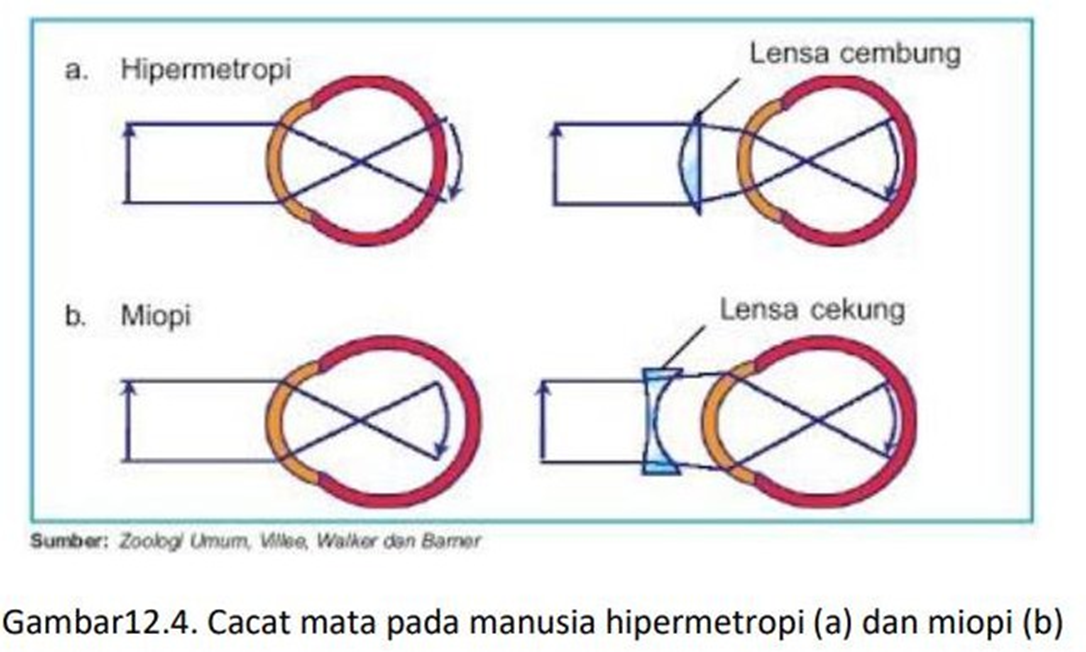 a. Hipermetropi
Lensa cembung
b. Miopi
Lensa cekung
Sumber: Zoologi Umum, Villee, Walker dan Barner
Gambar12.4. Cacat mata pada manusia hipermetropi (a) dan miopi (b)